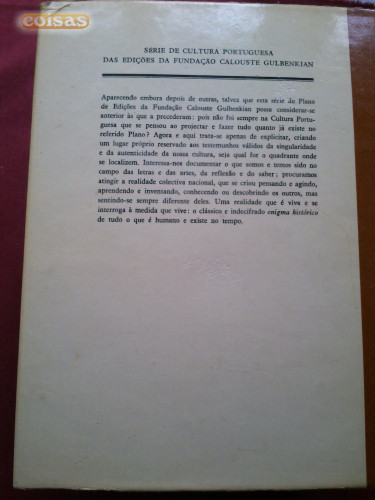 coisas
SÉRIE DE CULTURA PORTUGUESA
DAS EDIÇÕES DA FUNDAÇÃO CALOUSTE GULBENKIAN
Aparecendo embora depois de outras, talvez que esta série do Plano
de Edições da Fundação Calouste Gulbenkian possa considerar-se
anterior às que a precederam: pois não foi sempre na Cultura Portu-
guesa que se pensou ao projectar e fazer tudo quanto já existe no
referido Plano? Agora e aqui trata-se apenas de explicitar, criando
um lugar próprio reservado aos testemunhos válidos da singularidade
e da autenticidade da nossa cultura, seja qual for o quadrante onde
se localizem. Interessa-nos documentar o que somos e temos sido no
campo das letras e das artes, da reflexão e do saber; procuramos
atingir a realidade colectiva nacional, que se criou pensando e agindo,
aprendendo e inventando, conhecendo ou descobrindo os outros, mas
sentindo-se sempre diferente deles. Uma realidade que é viva e se
interroga à medida que vive: o clássico e indecifrado enigma histórico
de tudo o que é humano e existe no tempo.